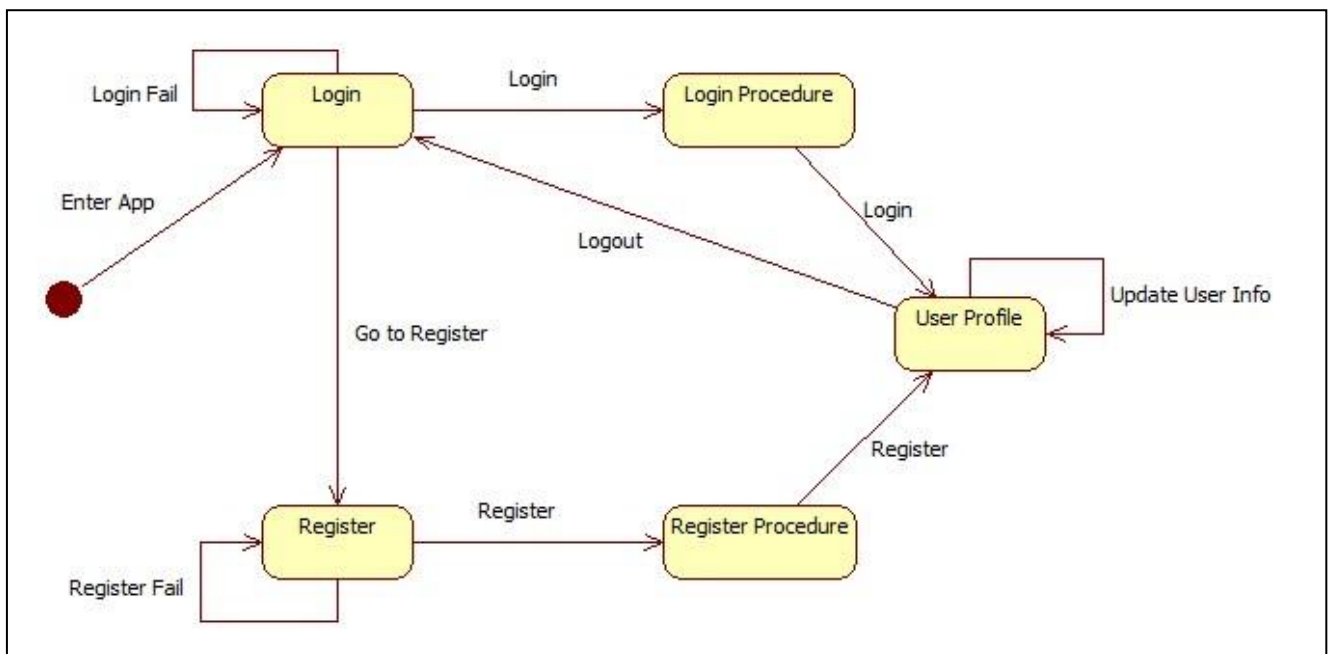 Login Fail
Login
Login
Login Procedure
Enter App
Login
Logout
Update User Info
User Profile
Go to Register
Register
Register
Register
Register Procedure
Register Fail